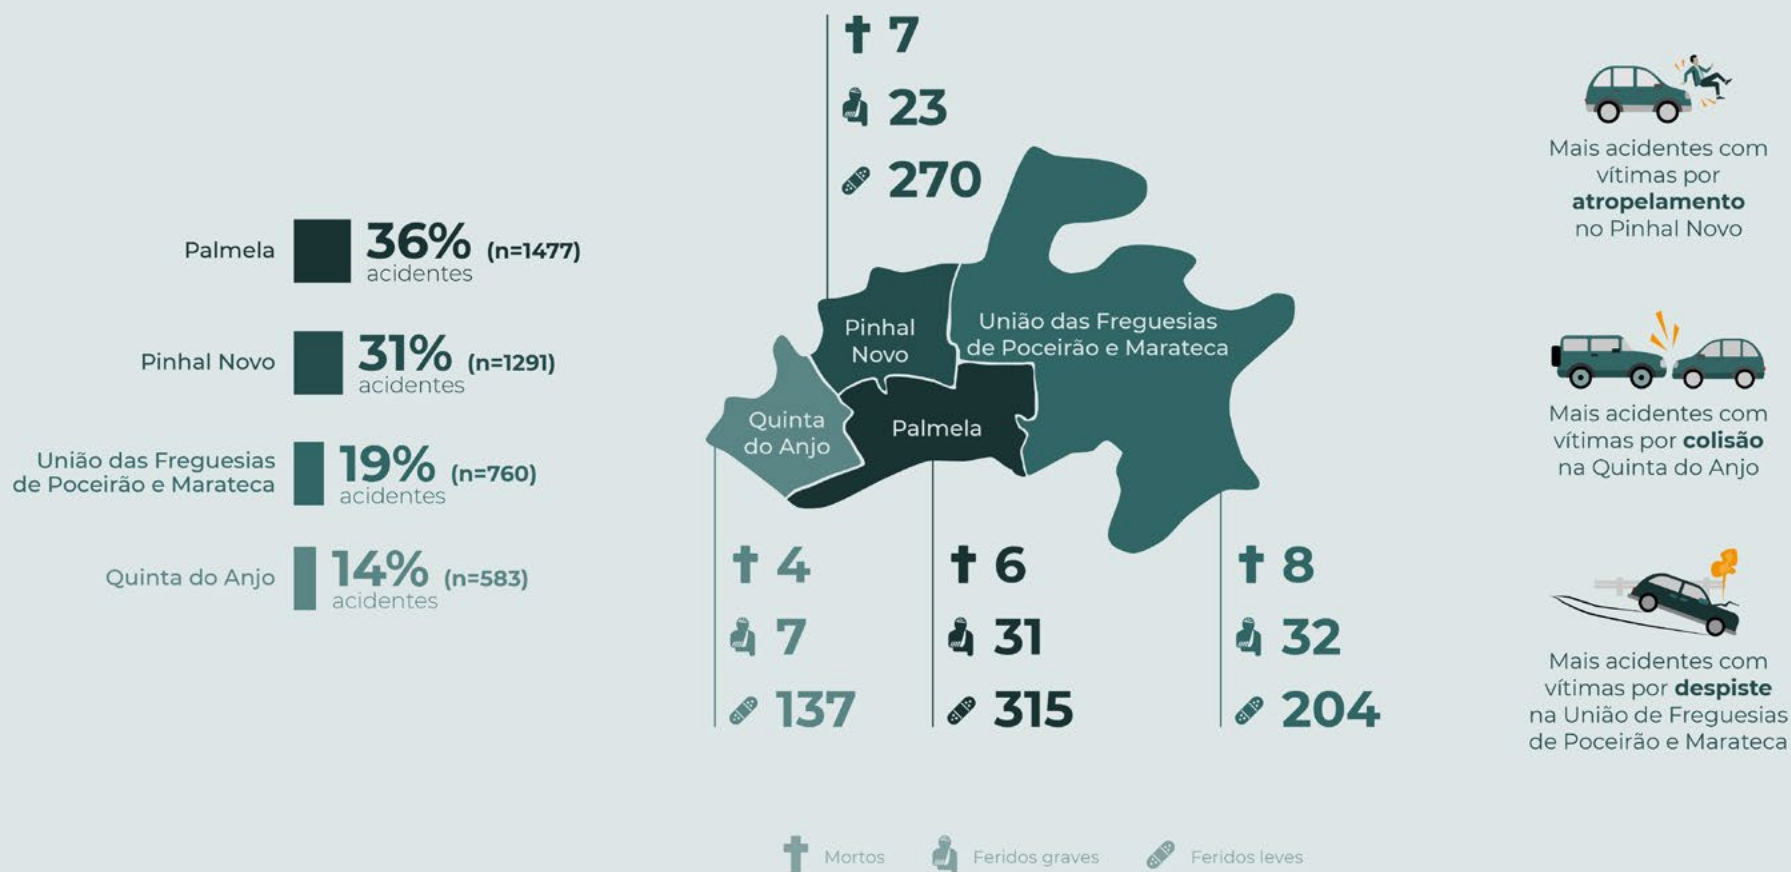 Palmela
36% (n=1477)
acidentes
Pinhal Novo
31% (n=1291)
acidentes
União das Freguesias
de Poceirão e Marateca
19% (n=760)
acidentes
Quinta do Anjo
14% (n=583)
acidentes
7
23
270
Pinhal
Novo
União das Freguesias
de Poceirão e Marateca
Quinta
do Anjo
Palmela
4
7
137
6
31
315
8
32
204
Mais acidentes com
vítimas por
atropelamento
no Pinhal Novo
Mais acidentes com
vítimas por colisão
na Quinta do Anjo
Mais acidentes com
vítimas por despiste
na União de Freguesias
de Poceirão e Marateca
Mortos
Feridos graves
Feridos leves